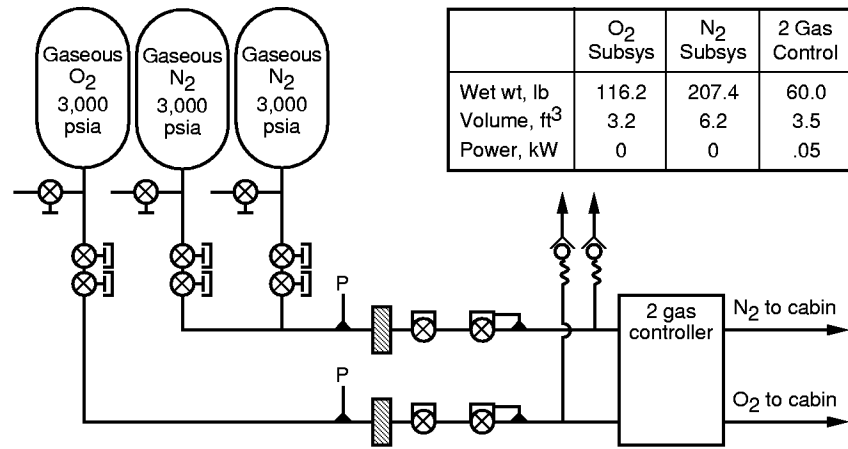 Gaseous
O2
3,000
psia
Gaseous
N2
3,000
psia
Gaseous
N2
3,000
psia
O2 Subsys N2 Subsys 2 Gas Control
Wet wt, lb 116.2 207.4 60.0
Volume, ft3 3.2 6.2 3.5
Power, kW 0 0 .05
P
P
2 gas
controller
N2 to cabin
O2 to cabin